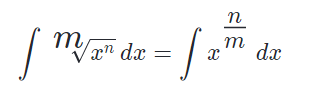 ∫ ᵐ√(xⁿ) dx = ∫ x^(n/m) dx